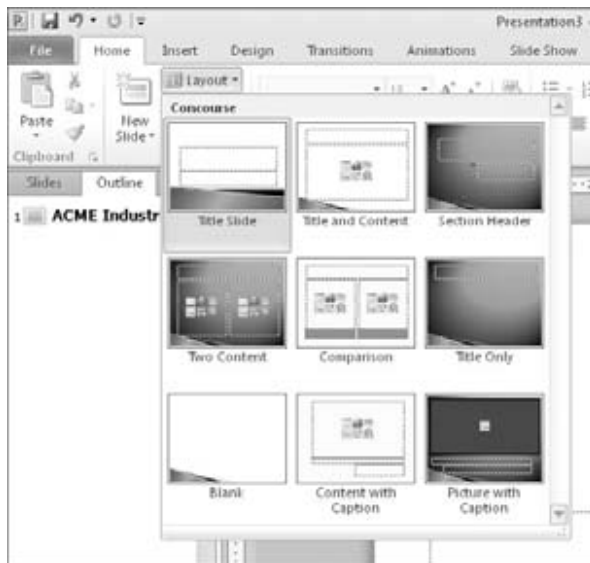 Presentation3 -
File Home Insert Design Transitions Animations Slide Show
Layout
Paste
New
Slide
Clipboard
Concourse
Title Slide Title and Content Section Header
Two Content Comparison Title Only
Blank Content with
Caption Picture with
Caption
Slides Outline
1 ACME Industr